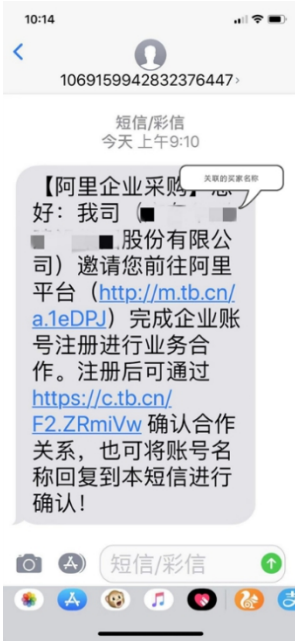 10:14
1069159942832376447>
短信/彩信
今天 上午9:10
关联的买家名称
【阿里企业采购】您
好：我司（
股份有限公
司）邀请您前往阿里
平台（http://m.tb.cn/
a.1eDPJ）完成企业账
号注册进行业务合
作。注册后可通过
https://c.tb.cn/
F2.ZRmiVw 确认合作
关系，也可将账号名
称回复到本短信进行
确认！
短信/彩信